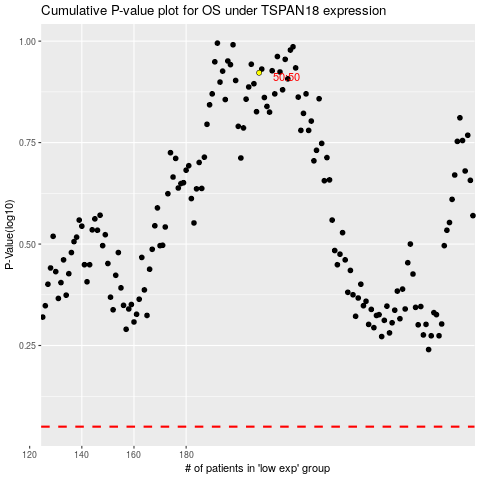 Cumulative P-value plot for OS under TSPAN18 expression
1.00
50:50
0.75
P-Value(log10)
0.50
0.25
120 140 160 180
# of patients in 'low exp' group